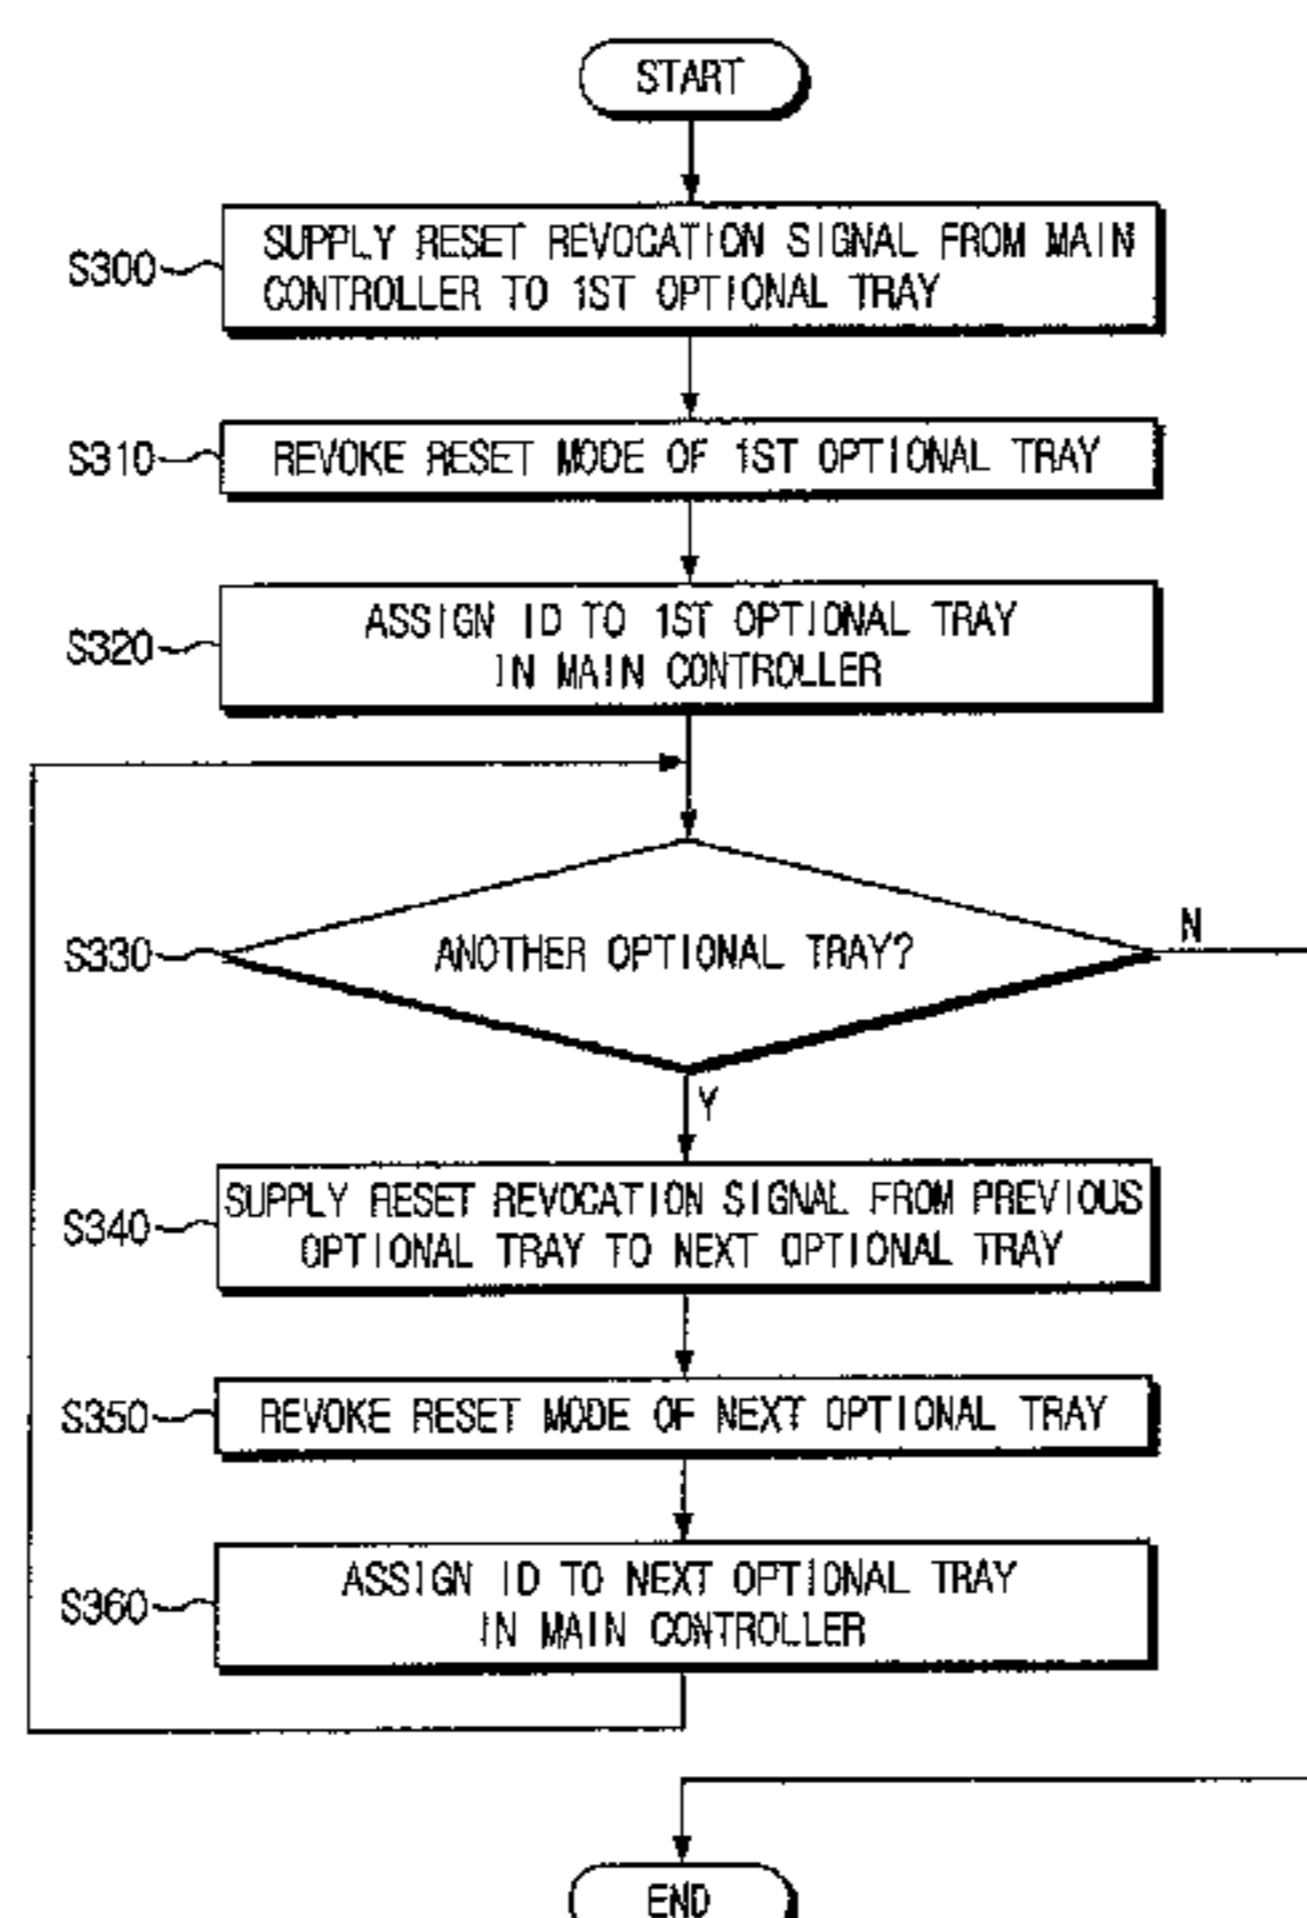 START
S300
SUPPLY RESET REVOCATION SIGNAL FROM MAIN
CONTROLLER TO 1ST OPTIONAL TRAY
S310
REVOKE RESET MODE OF 1ST OPTIONAL TRAY
S320
ASSIGN ID TO 1ST OPTIONAL TRAY
IN MAIN CONTROLLER
S330
ANOTHER OPTIONAL TRAY?
N
Y
S340
SUPPLY RESET REVOCATION SIGNAL FROM PREVIOUS
OPTIONAL TRAY TO NEXT OPTIONAL TRAY
S350
REVOKE RESET MODE OF NEXT OPTIONAL TRAY
S360
ASSIGN ID TO NEXT OPTIONAL TRAY
IN MAIN CONTROLLER
END